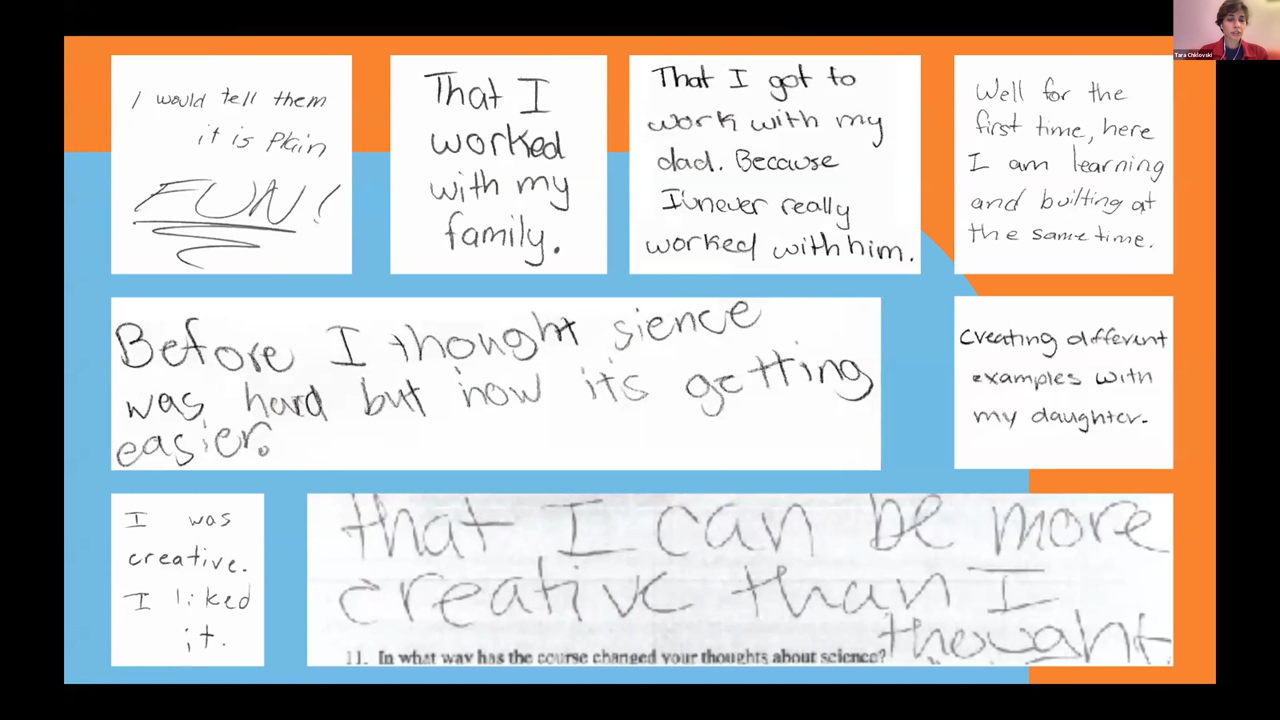 I would tell them
it is Plain
FUN!
That I
worked
with my
family.
That I got to
work with my
dad. Because
I'v never really
worked with him.
Well for the
first time, here
I am learning
and builting at
the same time.
Before I thought sience
was hard but now its getting
easier.
Creating different
examples with
my daughter.
I was
creative.
I liked
it.
that I can be more
creative than I
thought.
11. In what way has the course changed your thoughts about science?
Tara Chklovski